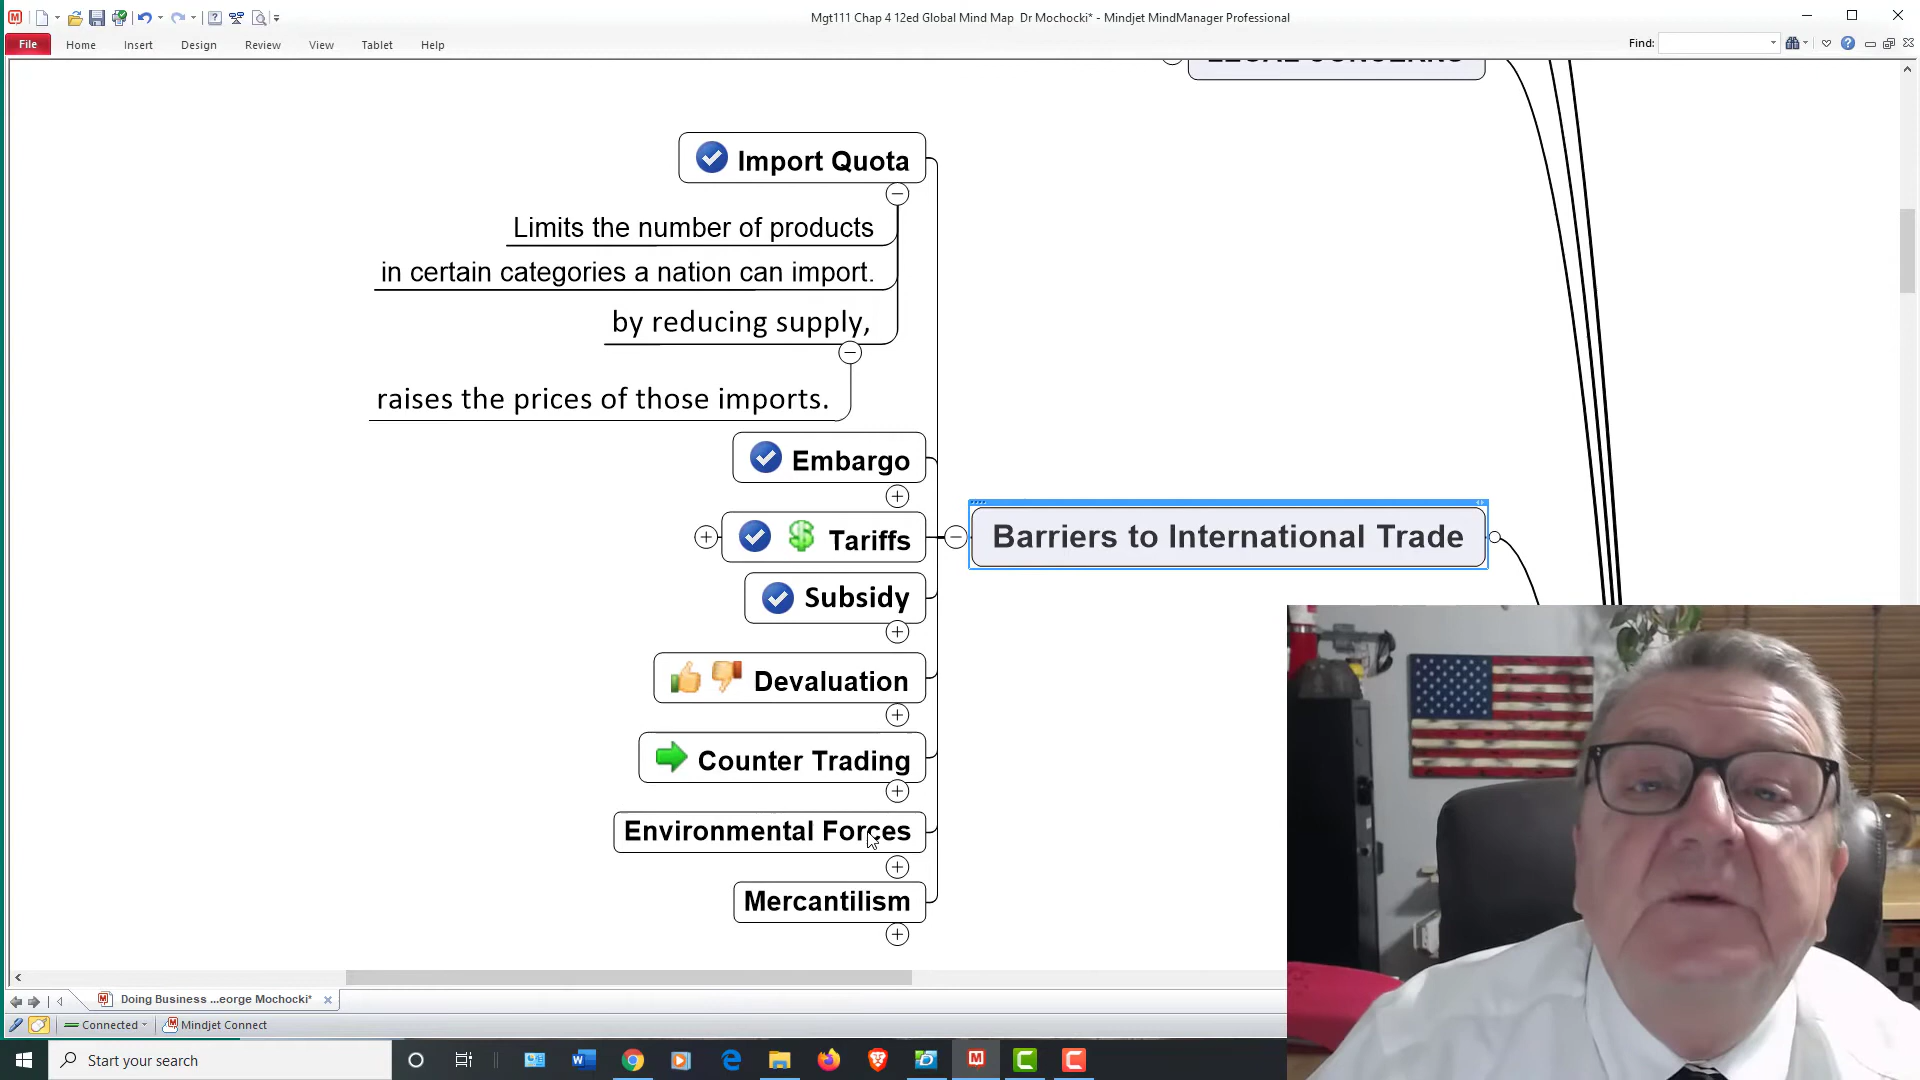 Mgt111 Chap 4 12ed Global Mind Map  Dr Mochocki* - Mindjet MindManager Professional
File
Home
Insert
Design
Review
View
Tablet
Help
Find:
LEGAL CONCERNS
Import Quota
Limits the number of products
in certain categories a nation can import.
by reducing supply,
raises the prices of those imports.
Embargo
Tariffs
Barriers to International Trade
Subsidy
Devaluation
Counter Trading
Environmental Forces
Mercantilism
Doing Business ...eorge Mochocki*
Connected
Mindjet Connect
Start your search